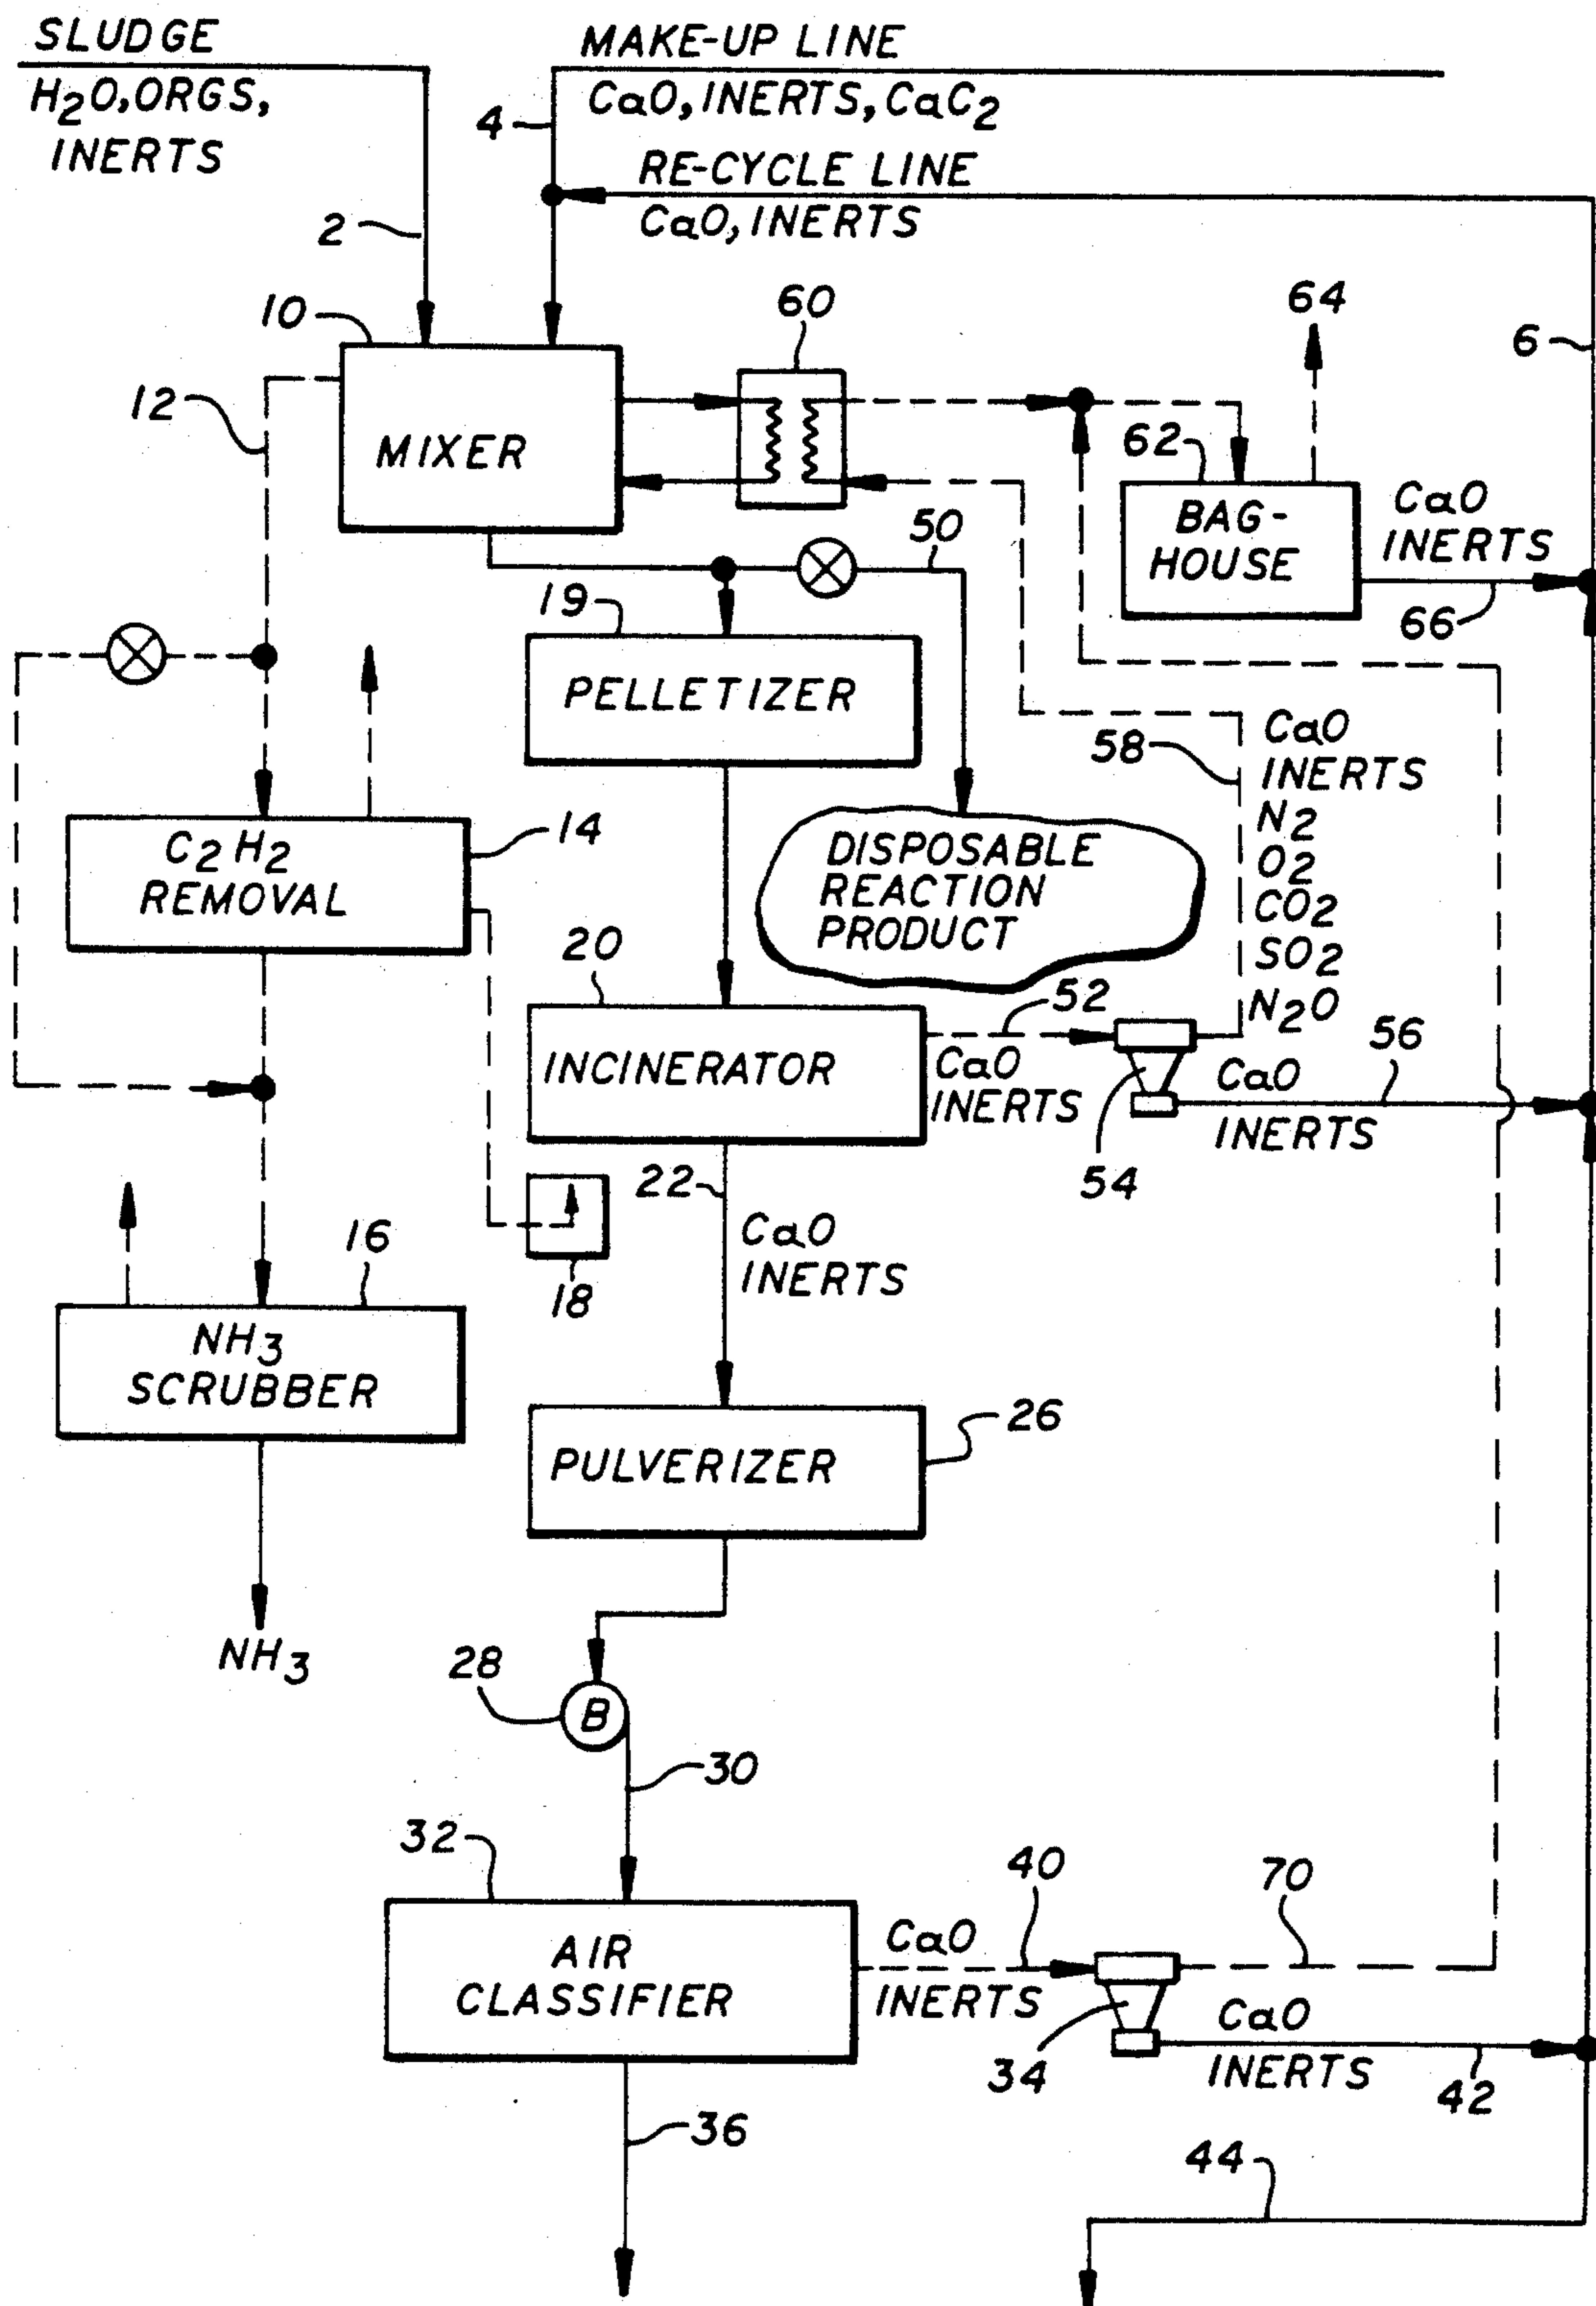 SLUDGE
H2O, ORGS,
INERTS
MAKE-UP LINE
CaO, INERTS, CaC2
4
RE-CYCLE LINE
CaO, INERTS
2
10
60
64
6
12
MIXER
62
BAG-
HOUSE
CaO
INERTS
50
66
19
PELLETIZER
58
CaO
INERTS
N2
O2
CO2
SO2
N2O
C2H2
REMOVAL
14
DISPOSABLE
REACTION
PRODUCT
20
INCINERATOR
52
CaO
INERTS
54
56
CaO
INERTS
22
CaO
INERTS
18
16
NH3
SCRUBBER
NH3
26
PULVERIZER
28
B
30
32
AIR
CLASSIFIER
40
CaO
INERTS
70
34
CaO
INERTS
42
36
44